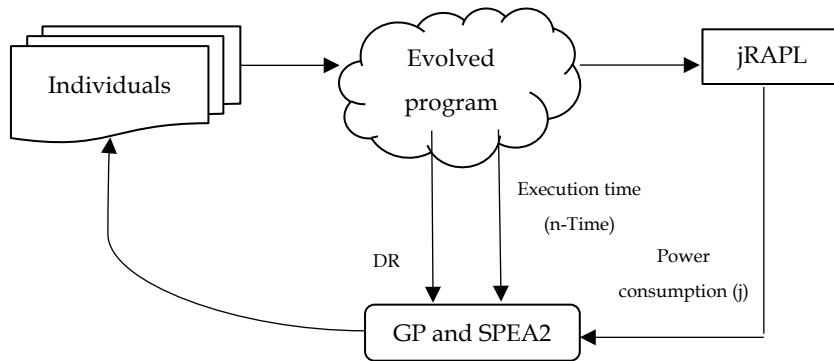 Individuals
Evolved
program
jRAPL
Execution time
(n-Time)
DR
Power
consumption (j)
GP and SPEA2